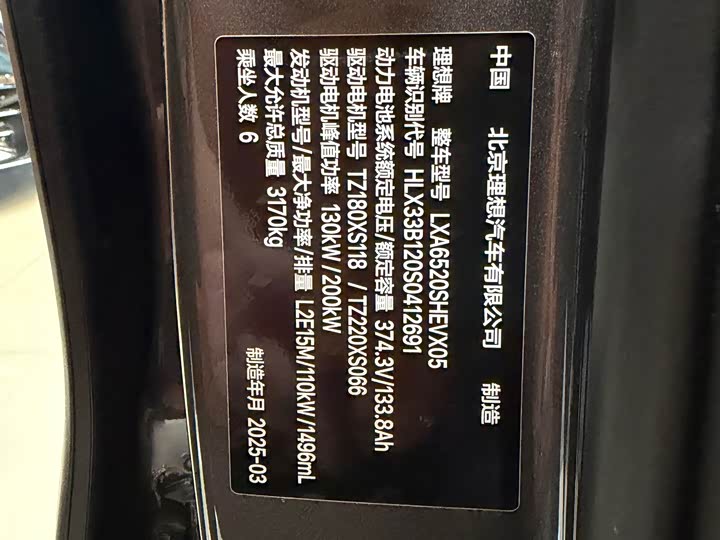 中国 北京理想汽车有限公司 制造
理想牌 整车型号 LXA6520SHEVX05
车辆识别代号 HLX33B120S0412691
动力电池系统额定电压/额定容量 374.3V/133.8Ah
驱动电机型号 TZ180XS118 /TZ220XS066
驱动电机峰值功率 130kW /200kW
发动机型号/最大净功率/排量 L2E15M/110kW/1496mL
最大允许总质量 3170kg
乘坐人数 6 制造年月 2025-03